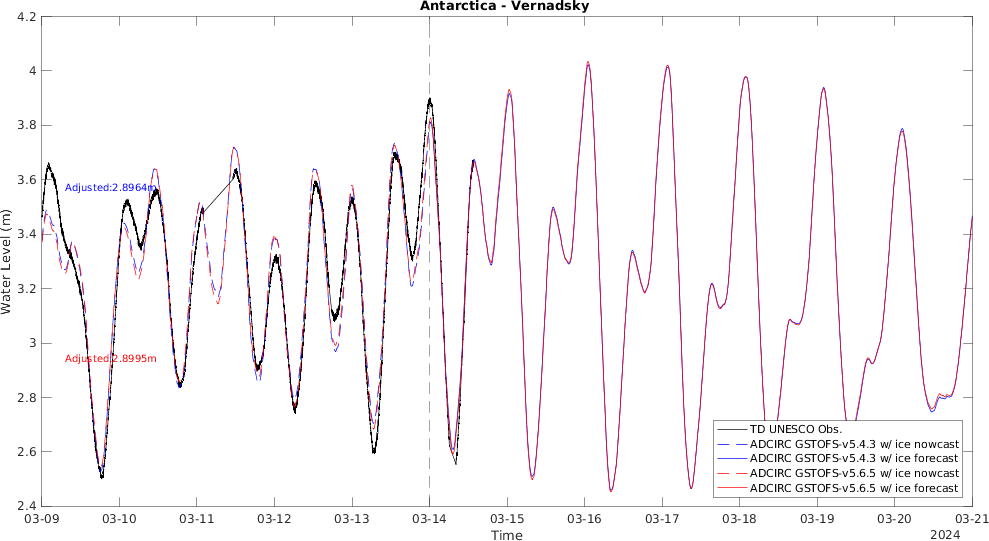 Antarctica - Vernadsky
Water Level (m)
4.2
4
3.8
3.6
3.4
3.2
3
2.8
2.6
2.4
Adjusted:2.8964m
Adjusted:2.8995m
TD UNESCO Obs.
ADCIRC GSTOFS-v5.4.3 w/ ice nowcast
ADCIRC GSTOFS-v5.4.3 w/ ice forecast
ADCIRC GSTOFS-v5.6.5 w/ ice nowcast
ADCIRC GSTOFS-v5.6.5 w/ ice forecast
03-09 03-10 03-11 03-12 03-13 03-14 03-15 03-16 03-17 03-18 03-19 03-20 03-21
Time
2024